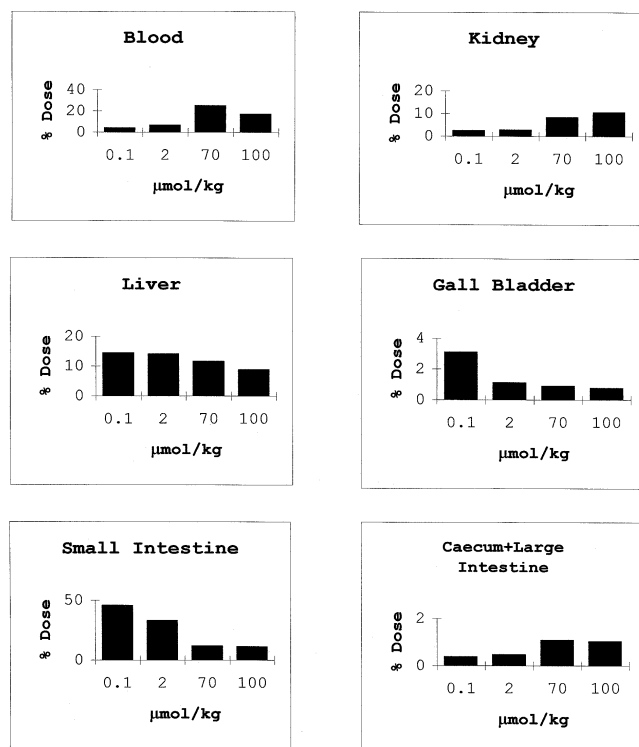 Blood
% Dose
40
20
0
0.1 2 70 100
µmol/kg
Kidney
% Dose
20
10
0
0.1 2 70 100
µmol/kg
Liver
% Dose
20
10
0
0.1 2 70 100
µmol/kg
Gall Bladder
% Dose
4
2
0
0.1 2 70 100
µmol/kg
Small Intestine
% Dose
50
0
0.1 2 70 100
µmol/kg
Caecum+Large
Intestine
% Dose
2
0
0.1 2 70 100
µmol/kg